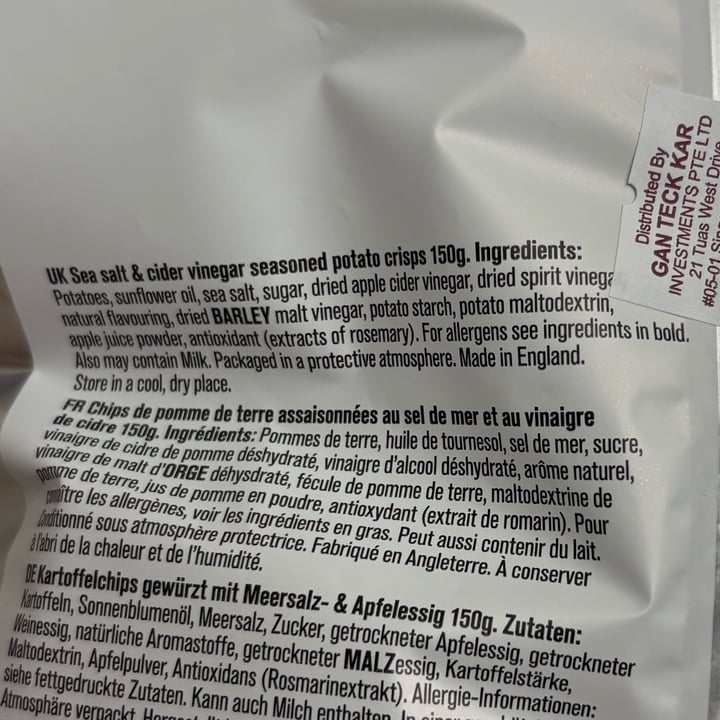 Distributed By
GAN TECK KAR
INVESTMENTS PTE LTD
21 Tuas West Drive
#05-01
UK Sea salt & cider vinegar seasoned potato crisps 150g. Ingredients:
Potatoes, sunflower oil, sea salt, sugar, dried apple cider vinegar, dried spirit vinega
natural flavouring, dried BARLEY malt vinegar, potato starch, potato maltodextrin,
apple juice powder, antioxidant (extracts of rosemary). For allergens see ingredients in bold.
Also may contain Milk. Packaged in a protective atmosphere. Made in England.
Store in a cool, dry place.
FR Chips de pomme de terre assaisonnées au sel de mer et au vinaigre
de cidre 150g. Ingrédients: Pommes de terre, huile de tournesol, sel de mer, sucre,
vinaigre de cidre de pomme déshydraté, vinaigre d'alcool déshydraté, arôme naturel,
vinaigre de malt d'ORGE déhysdraté, fécule de pomme de terre, maltodextrine de
pomme de terre, jus de pomme en poudre, antioxydant (extrait de romarin). Pour
connaître les allergènes, voir les ingrédients en gras. Peut aussi contenir du lait.
Conditionné sous atmosphère protectrice. Fabriqué en Angleterre. À conserver
à l'abri de la chaleur et de l'humidité.
DE Kartoffelchips gewürzt mit Meersalz- & Apfelessig 150g. Zutaten:
Kartoffeln, Sonnenblumenöl, Meersalz, Zucker, getrockneter Apfelessig, getrockneter
Weinessig, natürliche Aromastoffe, getrockneter MALZessig, Kartoffelstärke,
Maltodextrin, Apfelpulver, Antioxidans (Rosmarinextrakt). Allergie-Informationen:
siehe fettgedruckte Zutaten. Kann auch Milch enthalten. In einer
Atmosphäre verpackt.